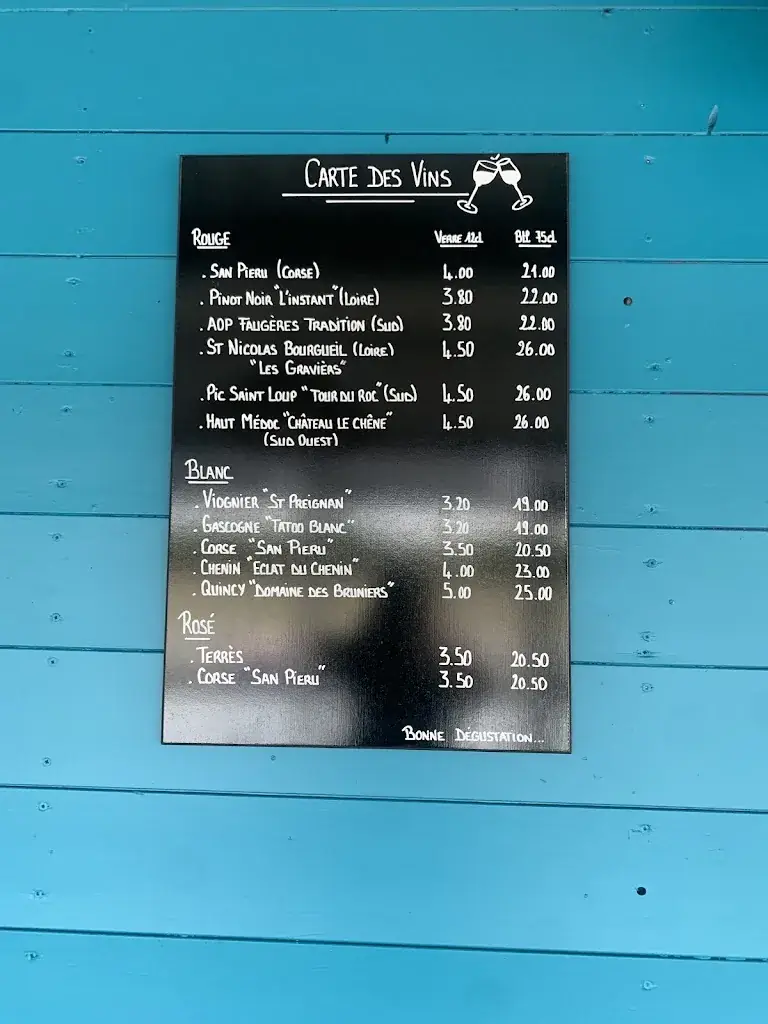 CARTE DES VINS
ROUGE VERRE 12cl Btl 75cl
. SAN PIERU (CORSE) 4.00 21.00
. PINOT NOIR "L'INSTANT" (LOIRE) 3.80 22.00
. AOP FAUGÈRES TRADITION (SUD) 3.80 22.00
. ST NICOLAS BOURGUEIL (LOIRE) 4.50 26.00
"LES GRAVIÈRS"
. PIC SAINT LOUP "TOUR DU ROC" (SUD) 4.50 26.00
. HAUT MÉDOC "CHÂTEAU LE CHÊNE" 4.50 26.00
(SUD OUEST)
BLANC
. VIOGNIER "ST PREIGNAN" 3.20 19.00
. GASCOGNE "TATOO BLANC" 3.20 19.00
. CORSE "SAN PIERU" 3.50 20.50
. CHENIN "ECLAT DU CHENIN" 4.00 23.00
. QUINCY "DOMAINE DES BRUNIERS" 5.00 25.00
ROSÉ
. TERRÈS 3.50 20.50
. CORSE "SAN PIERU" 3.50 20.50
BONNE DÉGUSTATION...